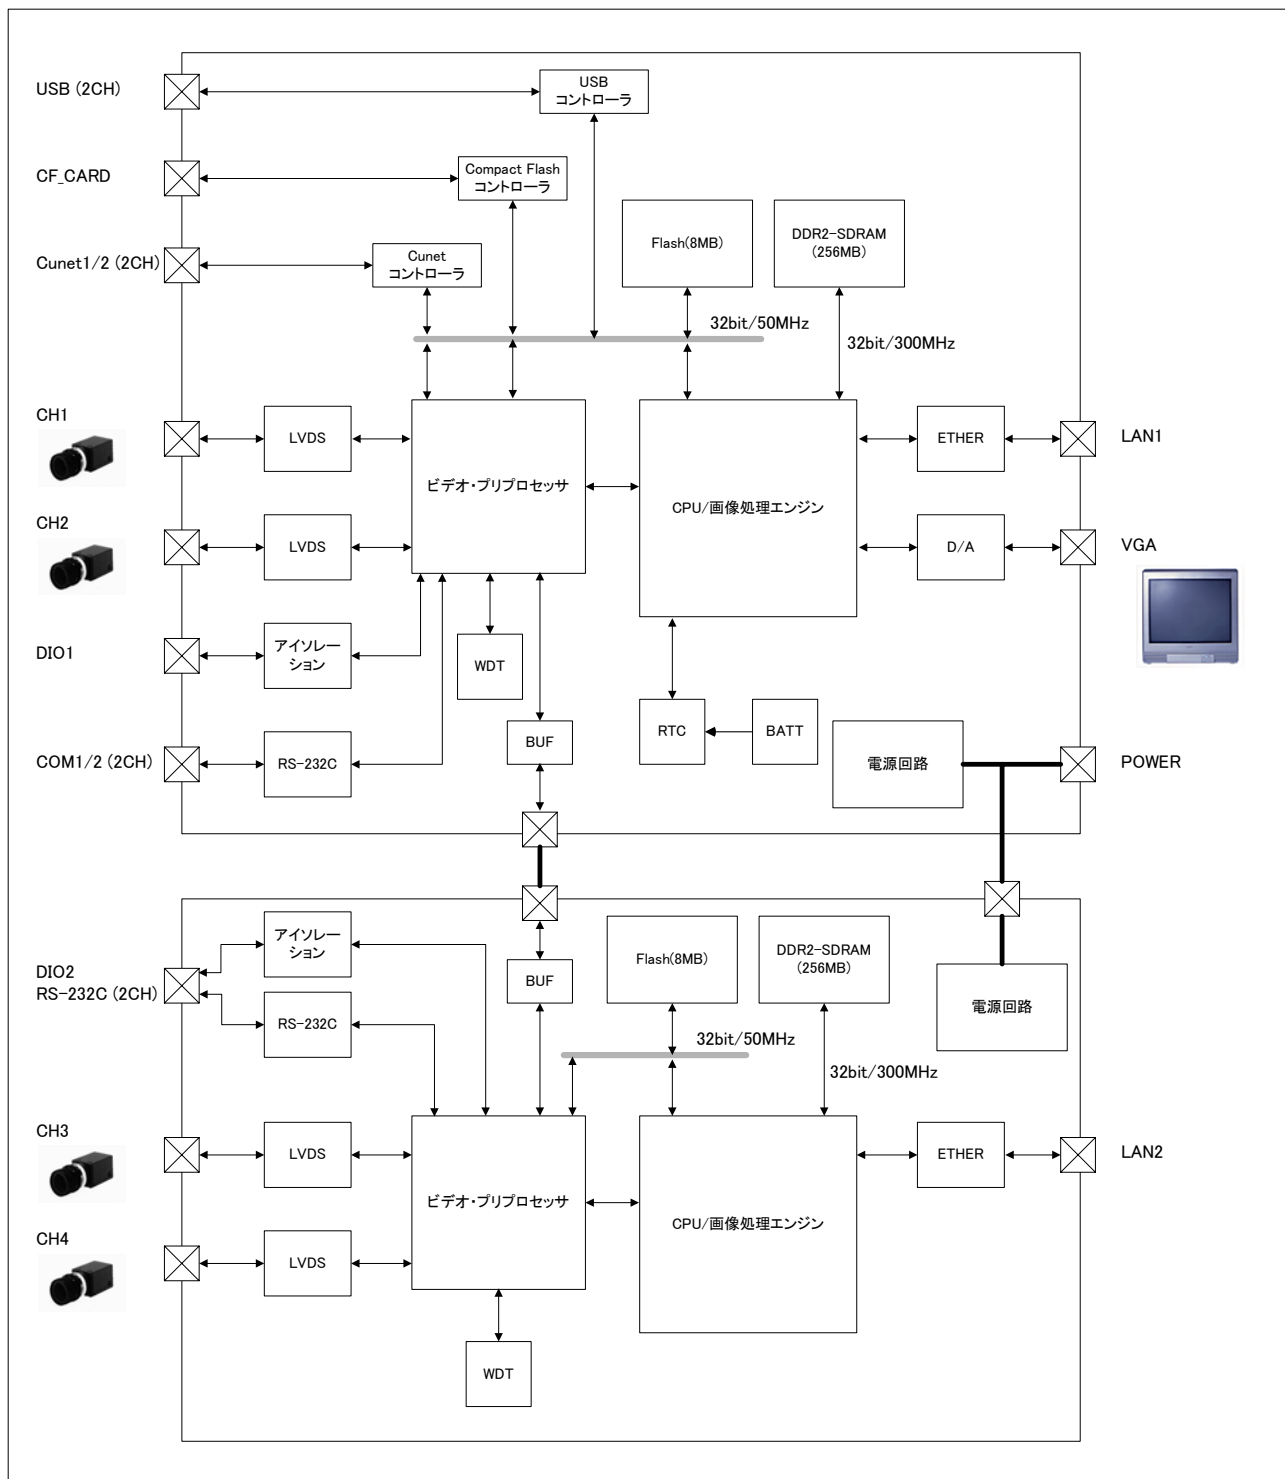 USB (2CH)
USB
コントローラ
CF_CARD
Compact Flash
コントローラ
Cunet1/2 (2CH)
Cunet
コントローラ
Flash(8MB)
DDR2-SDRAM
(256MB)
32bit/50MHz
32bit/300MHz
CH1
LVDS
ビデオ・プリプロセッサ
CPU/画像処理エンジン
ETHER
LAN1
CH2
LVDS
D/A
VGA
DIO1
アイソレー
ション
WDT
COM1/2 (2CH)
RS-232C
BUF
RTC
BATT
電源回路
POWER
DIO2
RS-232C (2CH)
アイソレー
ション
RS-232C
BUF
Flash(8MB)
DDR2-SDRAM
(256MB)
電源回路
32bit/50MHz
32bit/300MHz
CH3
LVDS
ビデオ・プリプロセッサ
CPU/画像処理エンジン
ETHER
LAN2
CH4
LVDS
WDT